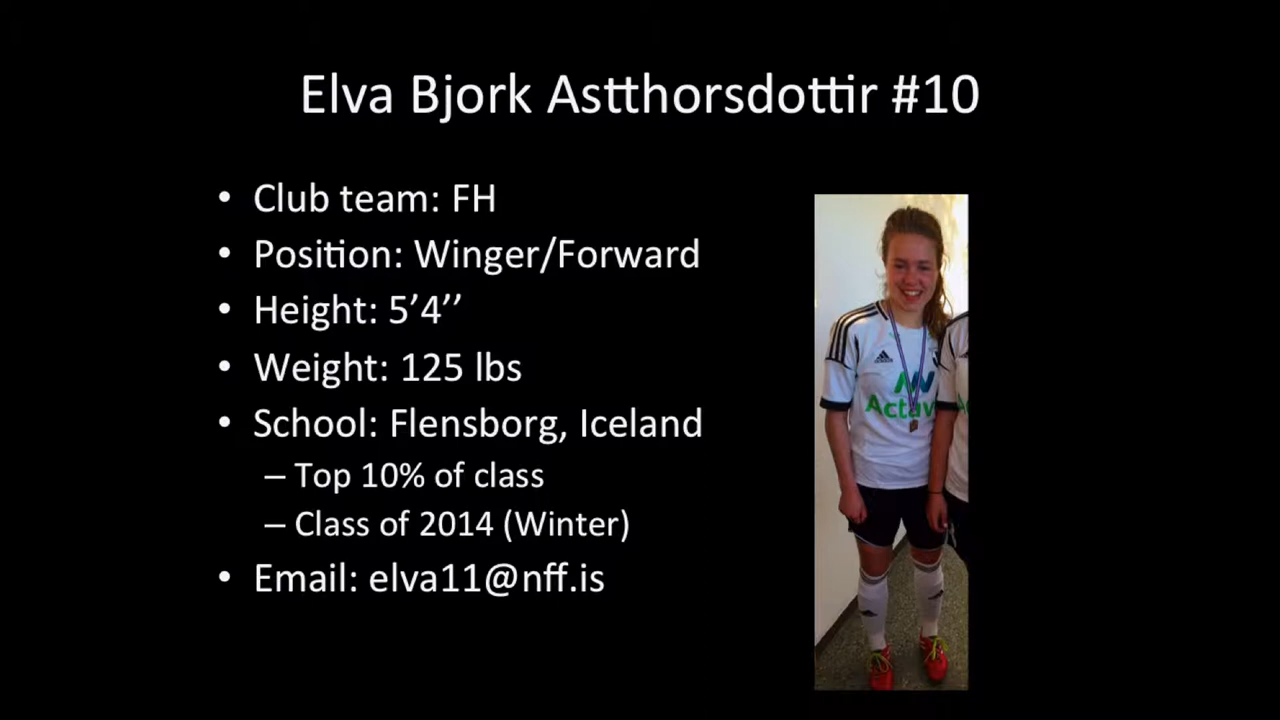 Elva Bjork Astthorsdottir #10
• Club team: FH
• Position: Winger/Forward
• Height: 5’4’’
• Weight: 125 lbs
• School: Flensborg, Iceland
– Top 10% of class
– Class of 2014 (Winter)
• Email: elva11@nff.is